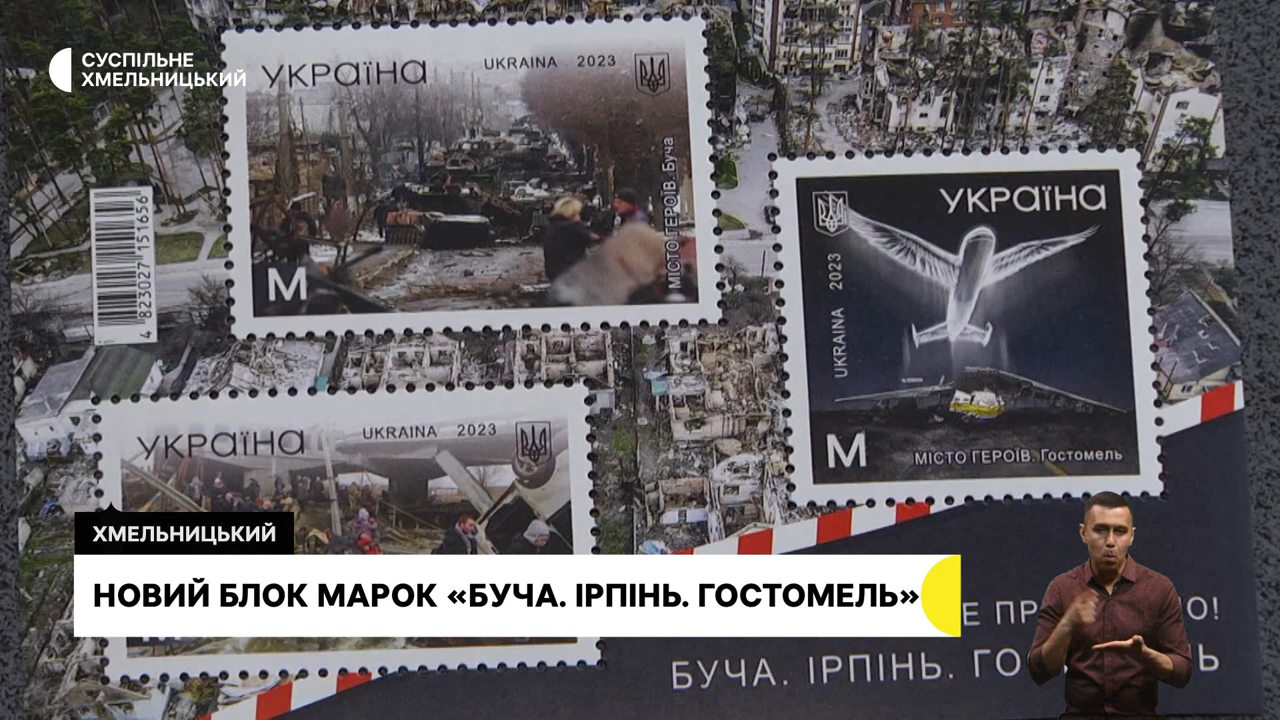 СУСПІЛЬНЕ
ХМЕЛЬНИЦЬКИЙ
УКРАЇНА
UKRAINA 2023
МІСТО ГЕРОЇВ. Буча
М
4 823027 151656
УКРАЇНА
UKRAINA 2023
М
МІСТО ГЕРОЇВ. Гостомель
УКРАЇНА
UKRAINA 2023
ХМЕЛЬНИЦЬКИЙ
НОВИЙ БЛОК МАРОК «БУЧА. ІРПІНЬ. ГОСТОМЕЛЬ»
БУЧА. ІРПІНЬ.